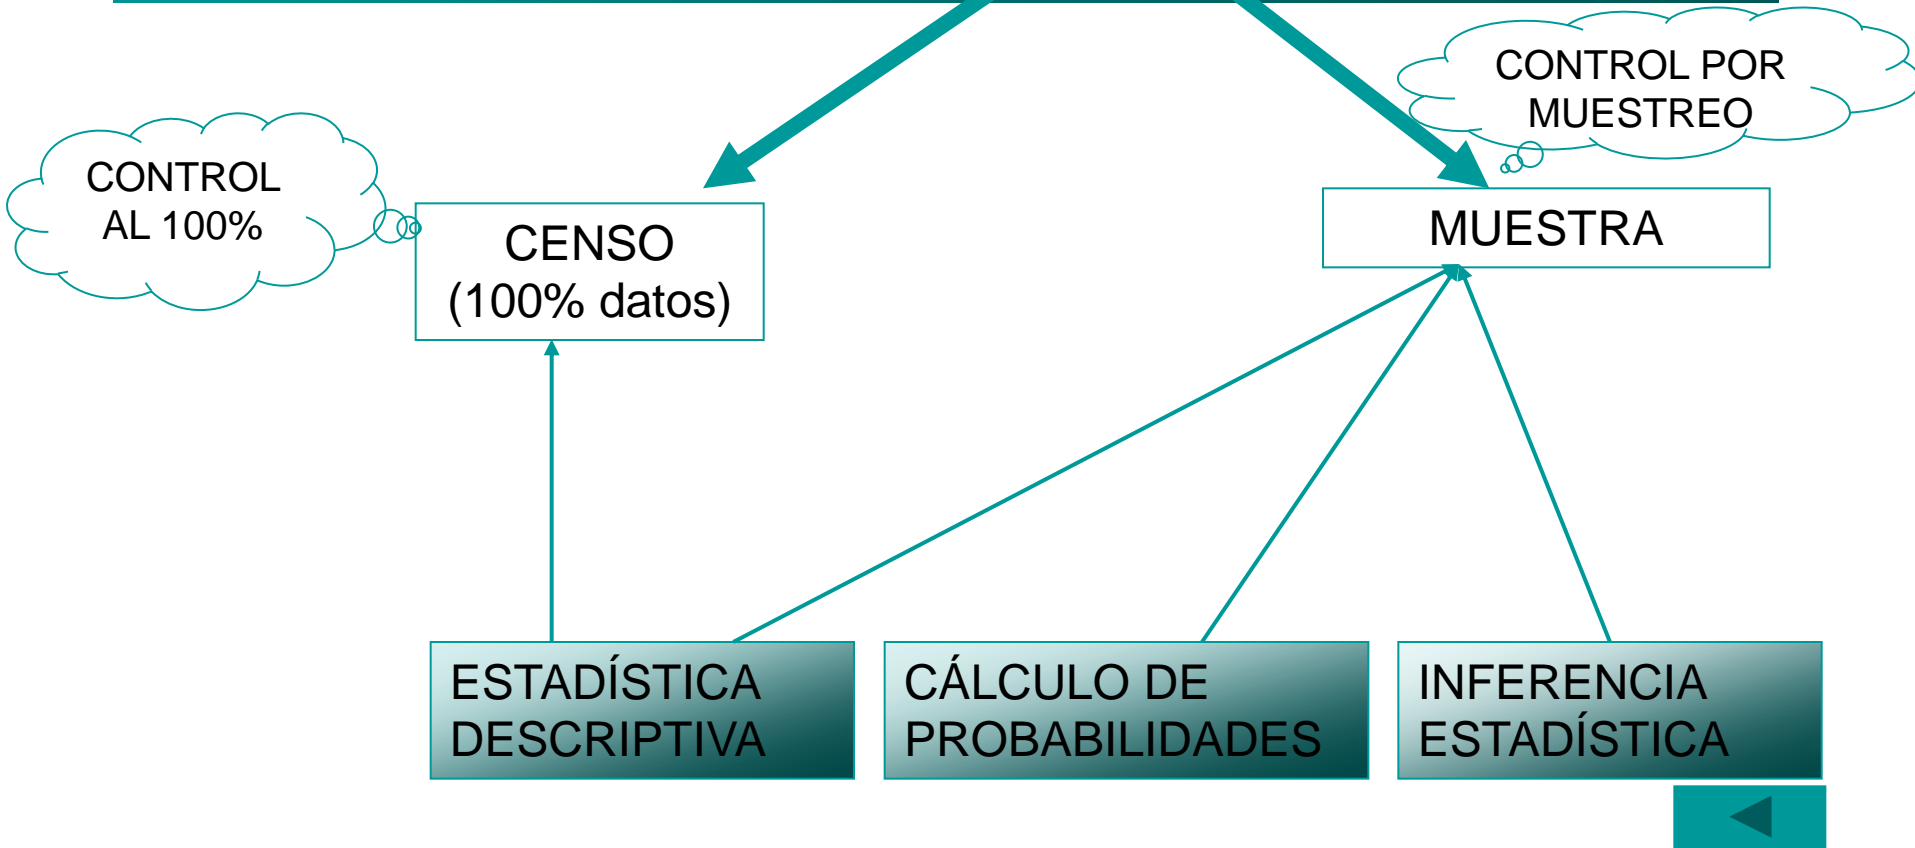 CONTROL POR
MUESTREO
CONTROL
AL 100%
CENSO
(100% datos)
MUESTRA
ESTADÍSTICA
DESCRIPTIVA
CÁLCULO DE
PROBABILIDADES
INFERENCIA
ESTADÍSTICA